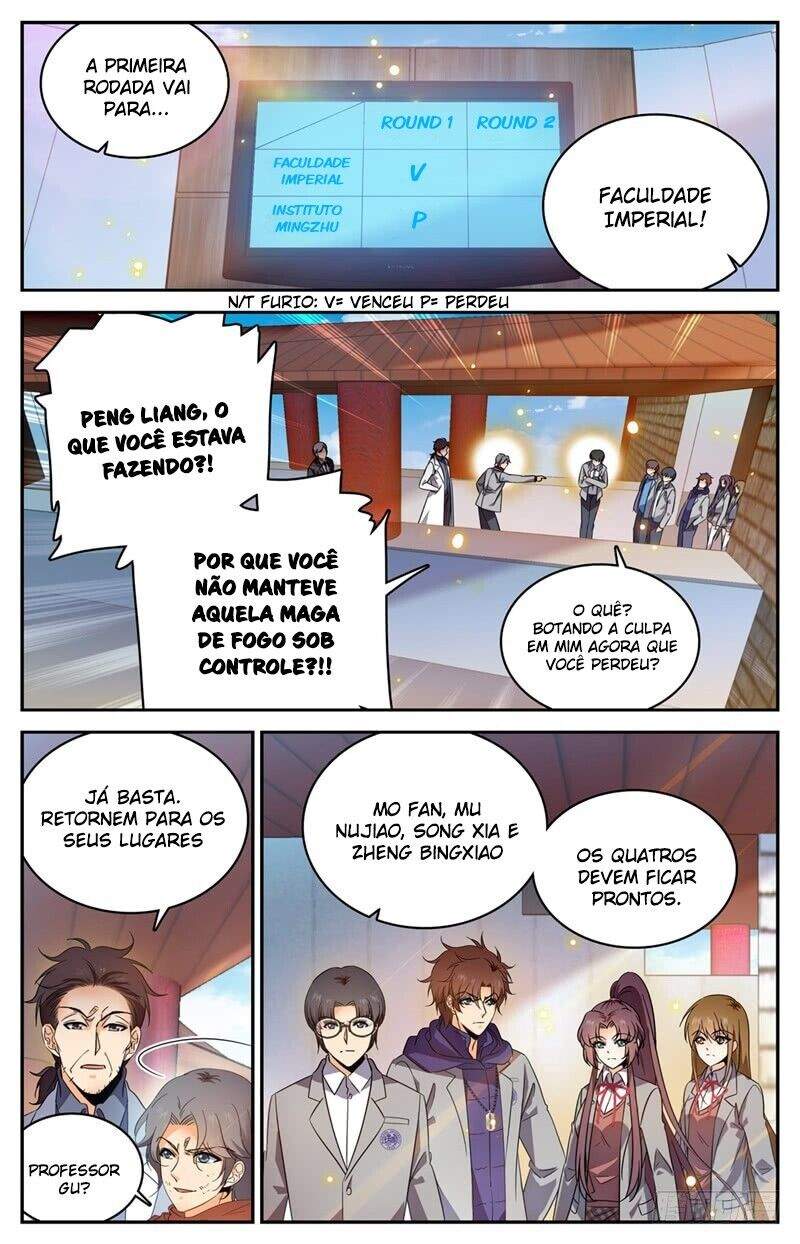 A PRIMEIRA
RODADA VAI
PARA...
ROUND 1 ROUND 2
FACULDADE
IMPERIAL
V
INSTITUTO
MINGZHU
P
FACULDADE
IMPERIAL!
N/T FURIO: V= VENCEU P= PERDEU
PENG LIANG, O
QUE VOCÊ ESTAVA
FAZENDO?!
POR QUE VOCÊ
NÃO MANTEVE
AQUELA MAGA
DE FOGO SOB
CONTROLE?!!
O QUÊ?
BOTANDO A CULPA
EM MIM AGORA QUE
VOCÊ PERDEU?
JÁ BASTA.
RETORNEM PARA OS
SEUS LUGARES
PROFESSOR
GU?
MO FAN, MU
NUJIAO, SONG XIA E
ZHENG BINGXIAO
OS QUATROS
DEVEM FICAR
PRONTOS.